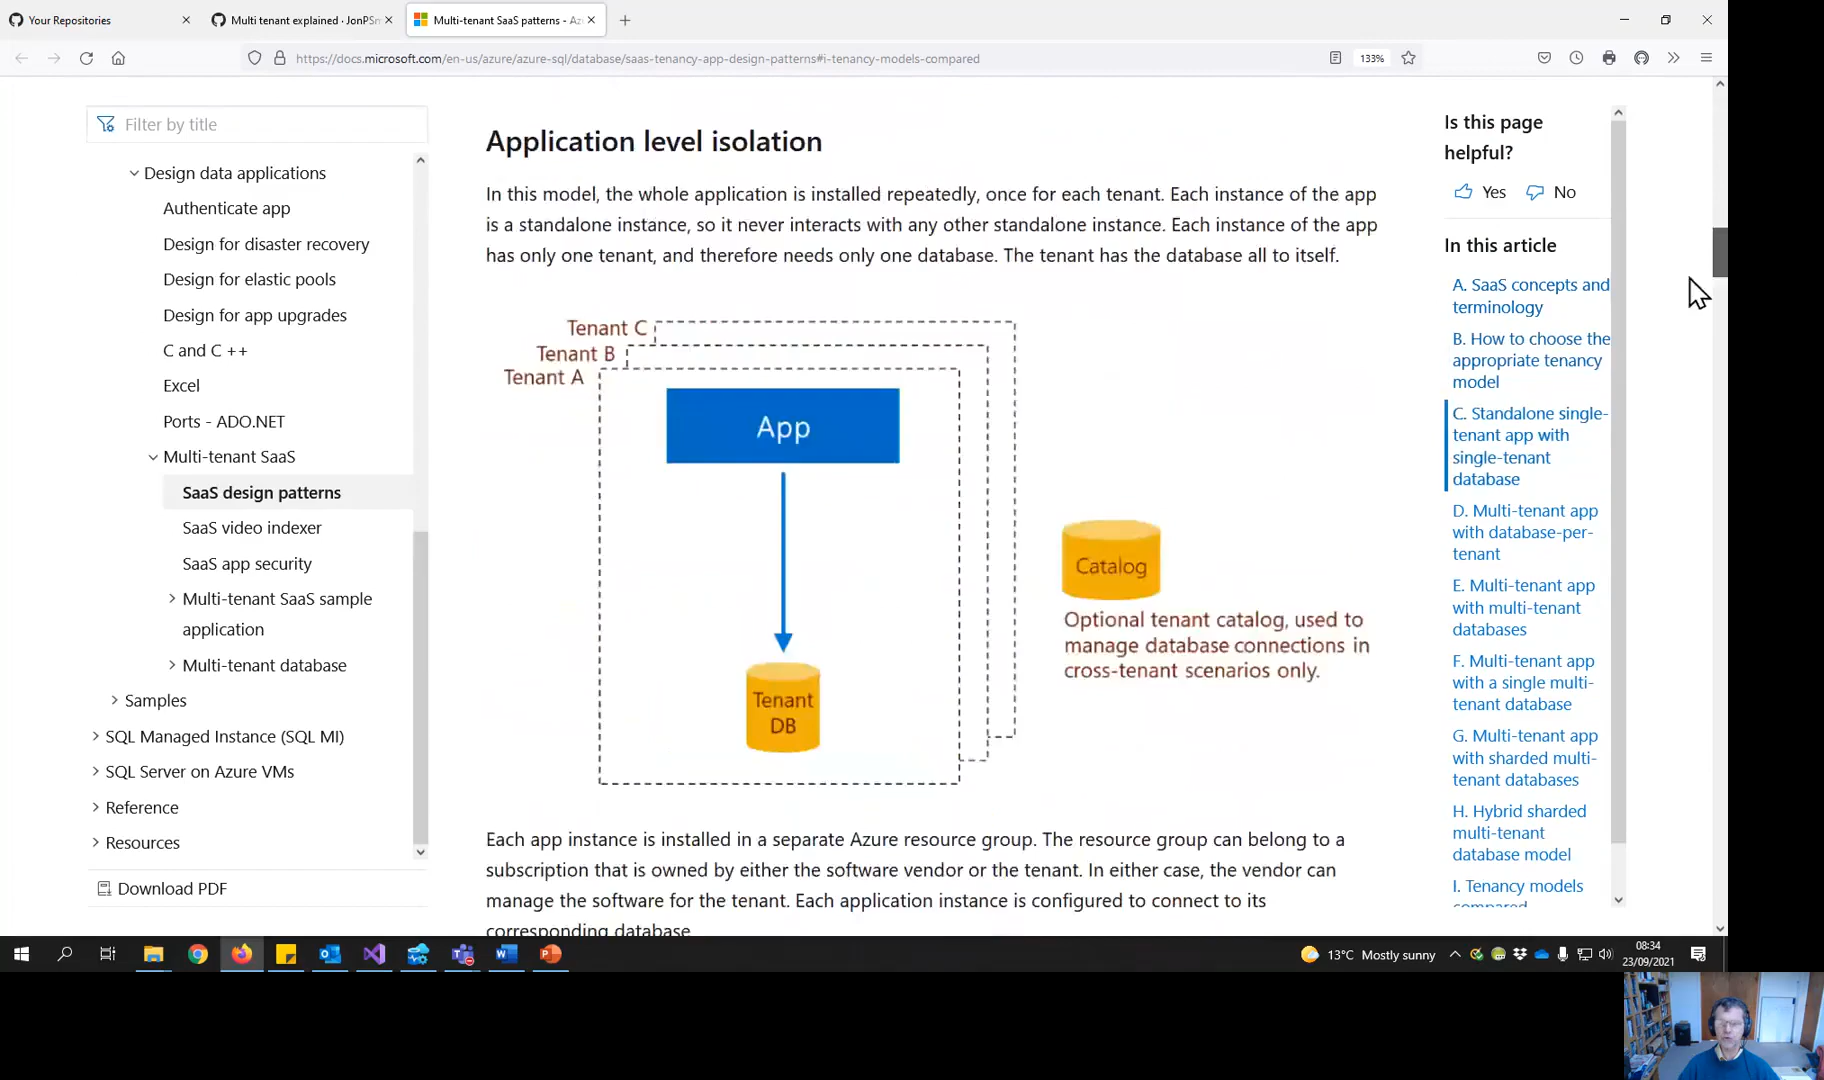 Your Repositories
Multi tenant explained · JonPSm
Multi-tenant SaaS patterns - Az
https://docs.microsoft.com/en-us/azure/azure-sql/database/saas-tenancy-app-design-patterns#i-tenancy-models-compared
133%
Filter by title
Design data applications
Authenticate app
Design for disaster recovery
Design for elastic pools
Design for app upgrades
C and C ++
Excel
Ports - ADO.NET
Multi-tenant SaaS
SaaS design patterns
SaaS video indexer
SaaS app security
Multi-tenant SaaS sample
application
Multi-tenant database
Samples
SQL Managed Instance (SQL MI)
SQL Server on Azure VMs
Reference
Resources
Download PDF
Application level isolation
In this model, the whole application is installed repeatedly, once for each tenant. Each instance of the app
is a standalone instance, so it never interacts with any other standalone instance. Each instance of the app
has only one tenant, and therefore needs only one database. The tenant has the database all to itself.
Tenant C
Tenant B
Tenant A
App
Tenant
DB
Catalog
Optional tenant catalog, used to
manage database connections in
cross-tenant scenarios only.
Each app instance is installed in a separate Azure resource group. The resource group can belong to a
subscription that is owned by either the software vendor or the tenant. In either case, the vendor can
manage the software for the tenant. Each application instance is configured to connect to its
corresponding database.
Is this page
helpful?
Yes No
In this article
A. SaaS concepts and
terminology
B. How to choose the
appropriate tenancy
model
C. Standalone single-
tenant app with
single-tenant
database
D. Multi-tenant app
with database-per-
tenant
E. Multi-tenant app
with multi-tenant
databases
F. Multi-tenant app
with a single multi-
tenant database
G. Multi-tenant app
with sharded multi-
tenant databases
H. Hybrid sharded
multi-tenant
database model
I. Tenancy models
compared
13°C Mostly sunny
08:34
23/09/2021